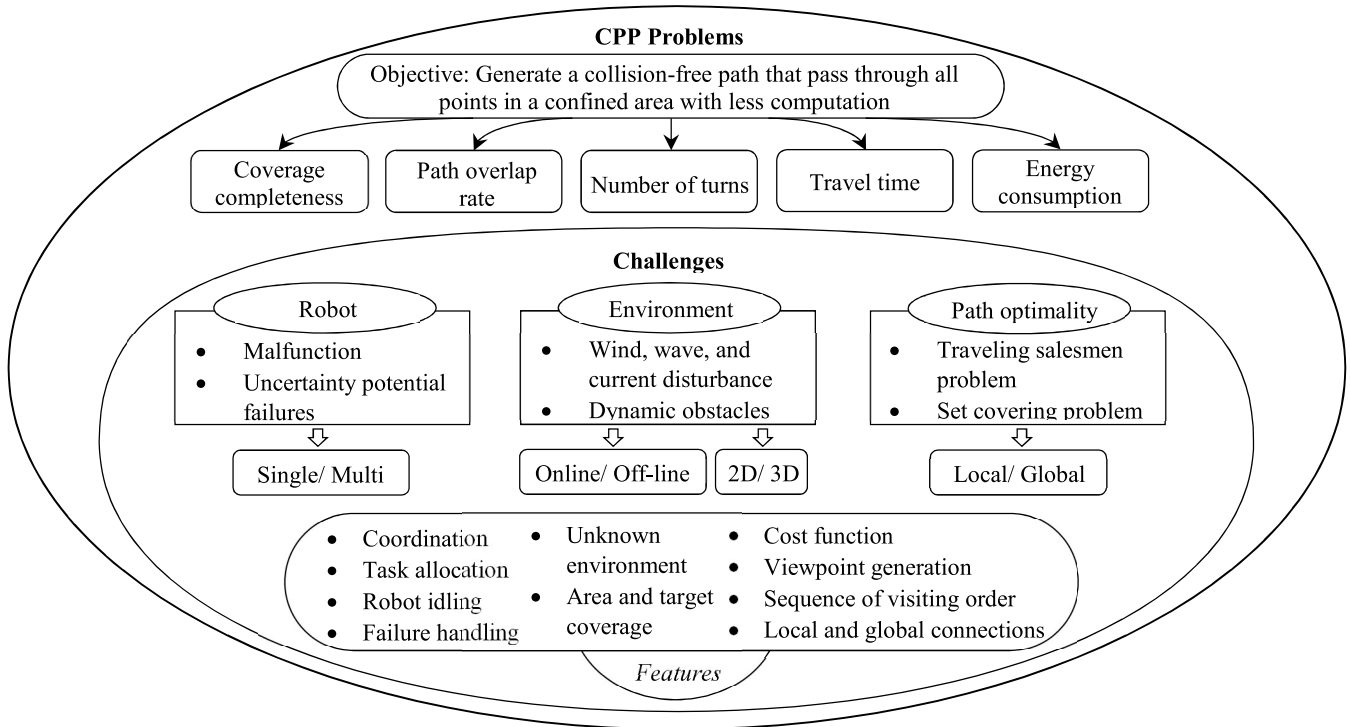 CPP Problems
Objective: Generate a collision-free path that pass through all
points in a confined area with less computation
Coverage
completeness
Path overlap
rate
Number of turns
Travel time
Energy
consumption
Challenges
Robot
• Malfunction
• Uncertainty potential
failures
Single/ Multi
Environment
• Wind, wave, and
current disturbance
• Dynamic obstacles
Online/ Off-line
2D/ 3D
Path optimality
• Traveling salesmen
problem
• Set covering problem
Local/ Global
• Coordination
• Task allocation
• Robot idling
• Failure handling
• Unknown
environment
• Area and target
coverage
• Cost function
• Viewpoint generation
• Sequence of visiting order
• Local and global connections
Features